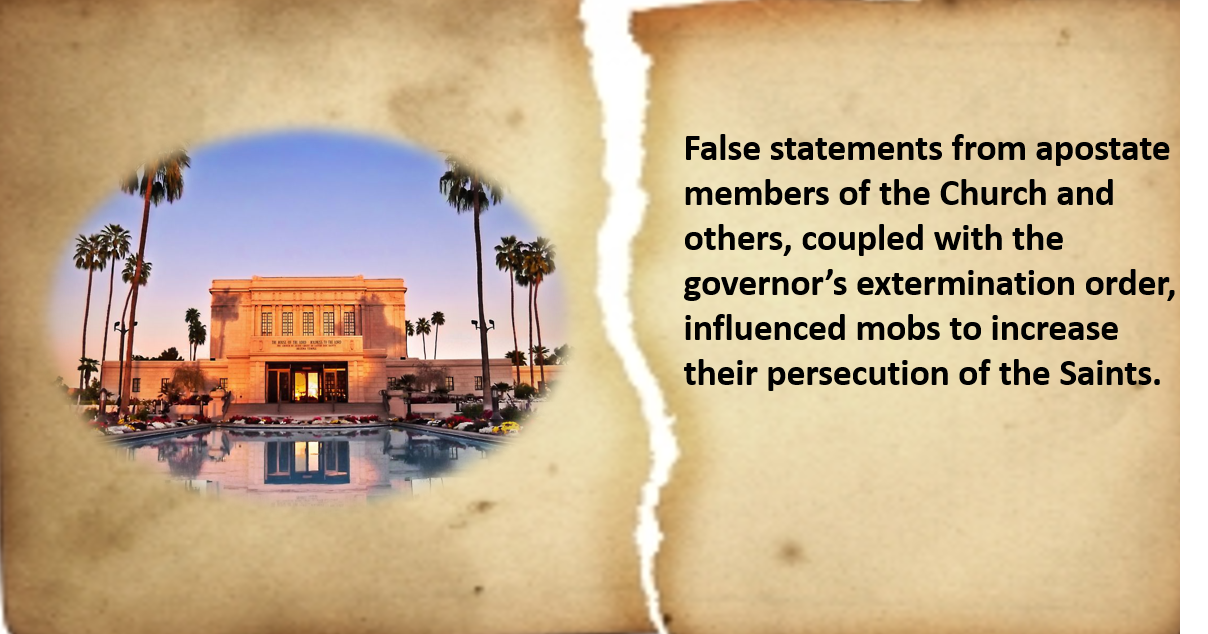 False statements from apostate
members of the Church and
others, coupled with the
governor’s extermination order,
influenced mobs to increase
their persecution of the Saints.